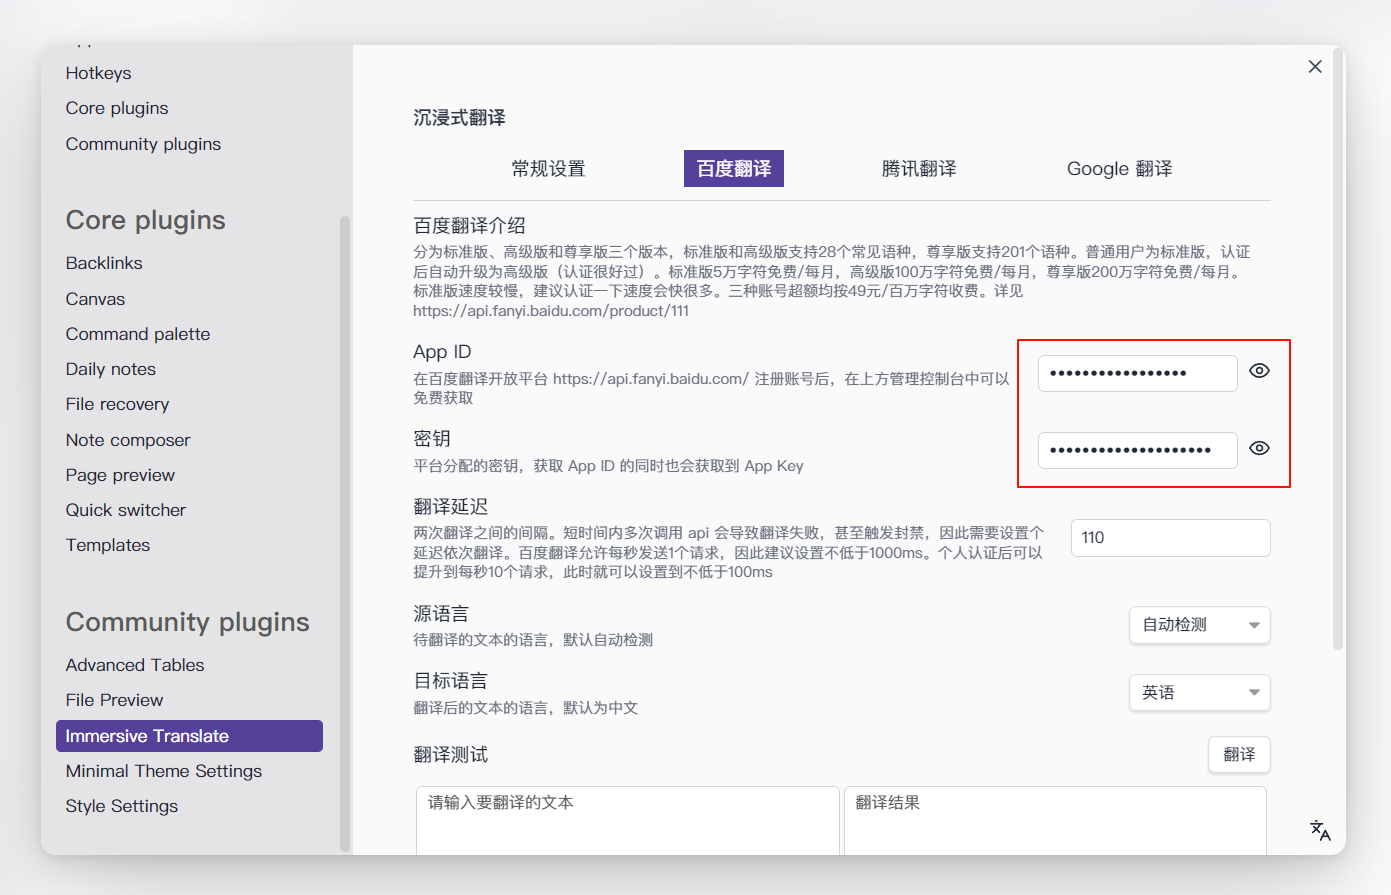 Hotkeys
Core plugins
Community plugins
Core plugins
Backlinks
Canvas
Command palette
Daily notes
File recovery
Note composer
Page preview
Quick switcher
Templates
Community plugins
Advanced Tables
File Preview
Immersive Translate
Minimal Theme Settings
Style Settings
沉浸式翻译
常规设置 百度翻译 腾讯翻译 Google 翻译
百度翻译介绍
分为标准版、高级版和尊享版三个版本，标准版和高级版支持28个常见语种，尊享版支持201个语种。普通用户为标准版，认证
后自动升级为高级版（认证很好过）。标准版5万字符免费/每月，高级版100万字符免费/每月，尊享版200万字符免费/每月。
标准版速度较慢，建议认证一下速度会快很多。三种账号超额均按49元/百万字符收费。详见
https://api.fanyi.baidu.com/product/111
App ID
在百度翻译开放平台 https://api.fanyi.baidu.com/ 注册账号后，在上方管理控制台中可以
免费获取
密钥
平台分配的密钥，获取 App ID 的同时也会获取到 App Key
翻译延迟
两次翻译之间的间隔。短时间内多次调用 api 会导致翻译失败，甚至触发封禁，因此需要设置个
延迟依次翻译。百度翻译允许每秒发送1个请求，因此建议设置不低于1000ms。个人认证后可以
提升到每秒10个请求，此时就可以设置到不低于100ms
110
源语言
待翻译的文本的语言，默认自动检测
自动检测
目标语言
翻译后的文本的语言，默认为中文
英语
翻译测试
翻译
请输入要翻译的文本
翻译结果